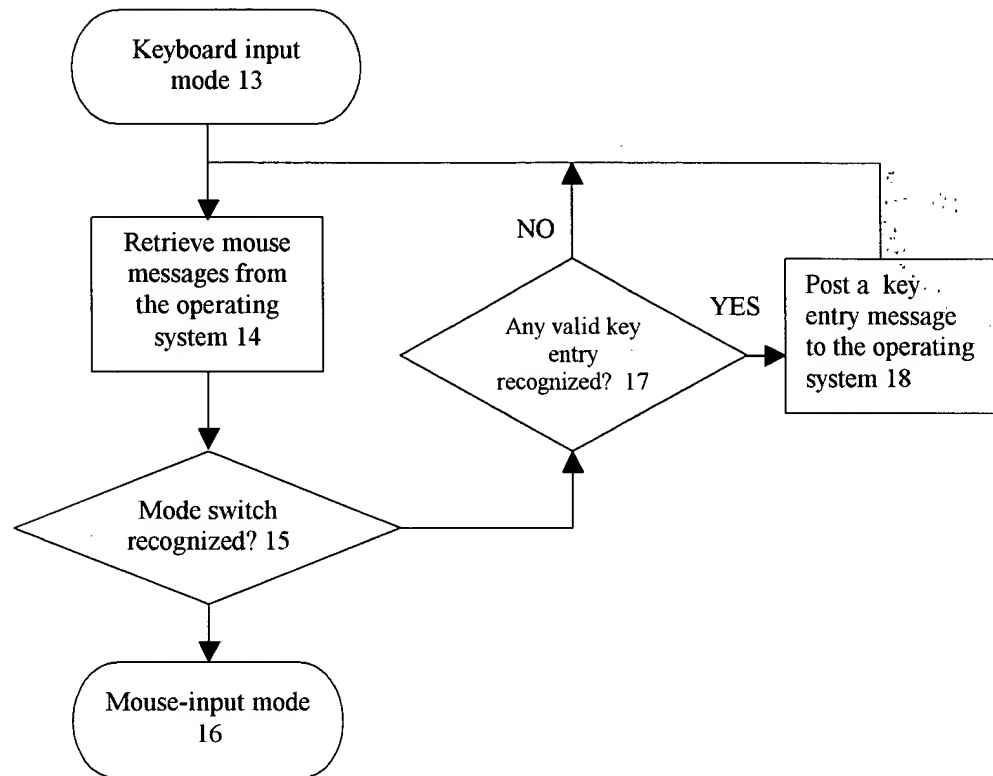 Keyboard input
mode 13
Retrieve mouse
messages from
the operating
system 14
Mode switch
recognized? 15
Mouse-input mode
16
NO
Any valid key
entry
recognized? 17
YES
Post a key
entry message
to the operating
system 18